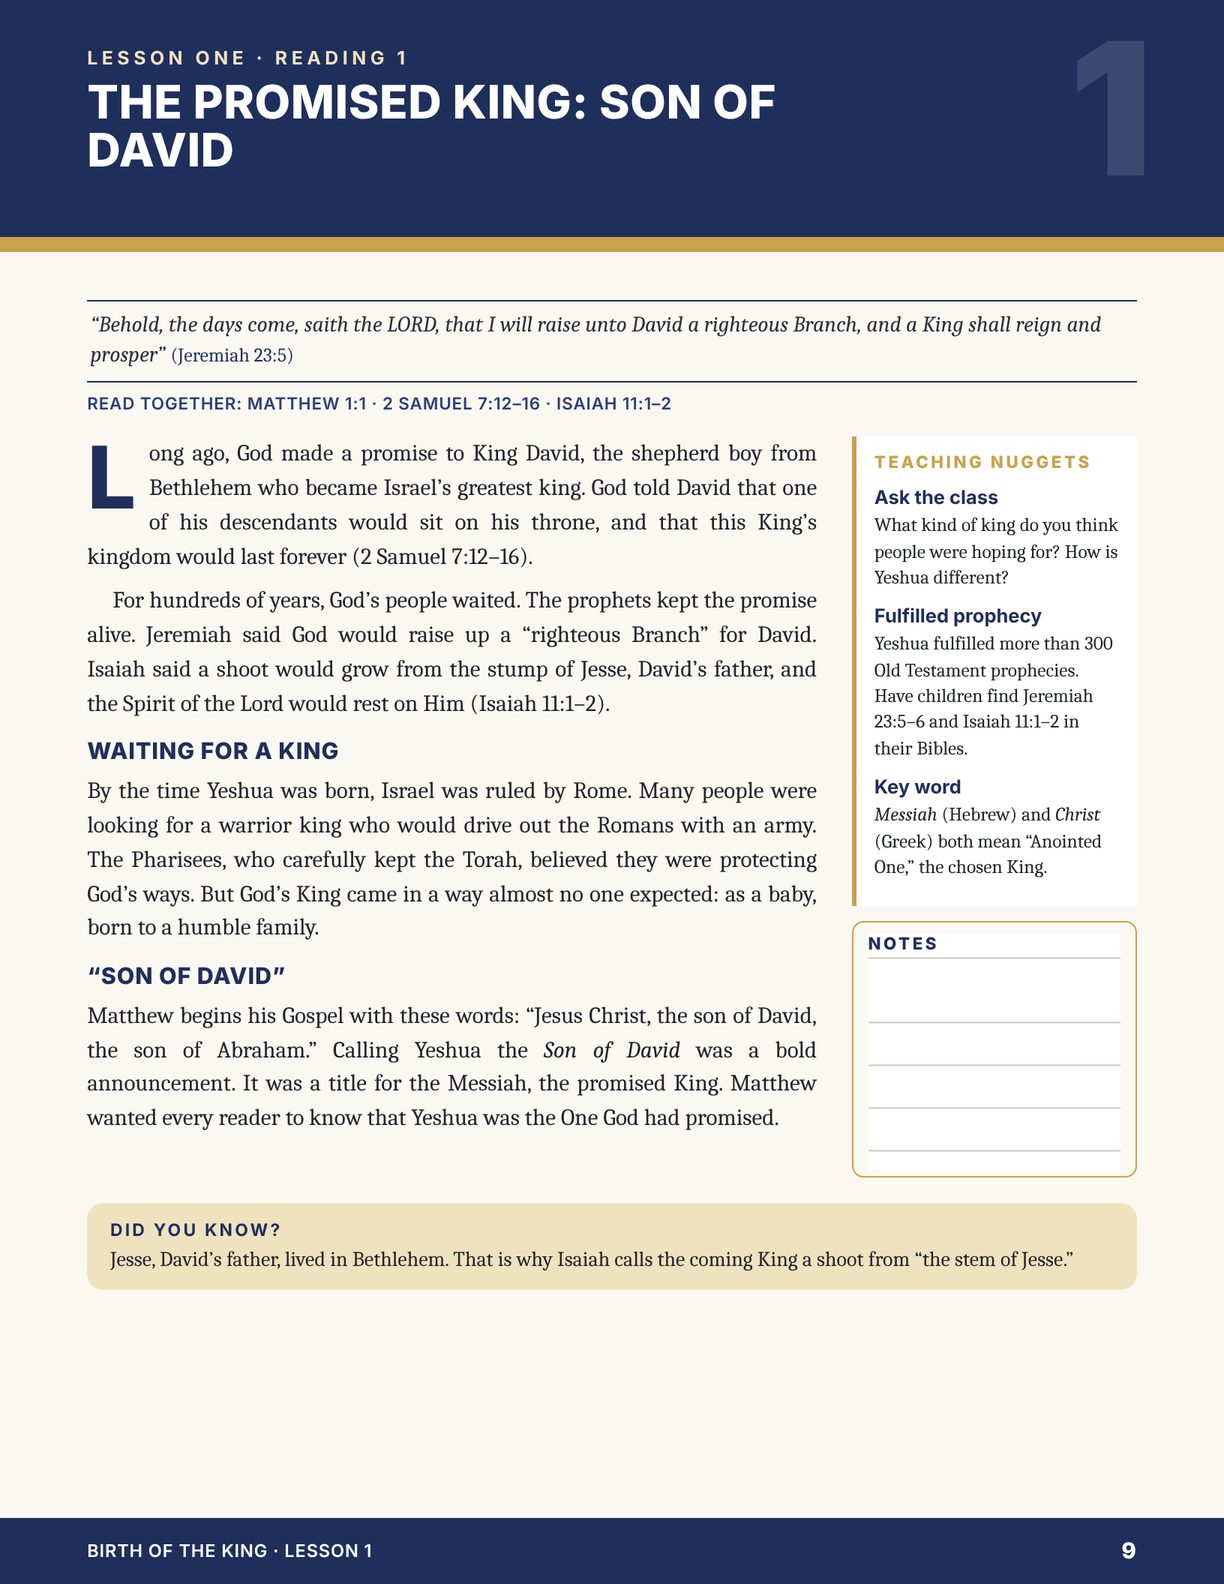 LESSON ONE · READING 1
1
THE PROMISED KING: SON OF
DAVID
“Behold, the days come, saith the LORD, that I will raise unto David a righteous Branch, and a King shall reign and
prosper” (Jeremiah 23:5)
READ TOGETHER: MATTHEW 1:1 · 2 SAMUEL 7:12–16 · ISAIAH 11:1–2
Long ago, God made a promise to King David, the shepherd boy from
Bethlehem who became Israel’s greatest king. God told David that one
of his descendants would sit on his throne, and that this King’s
kingdom would last forever (2 Samuel 7:12–16).
For hundreds of years, God’s people waited. The prophets kept the promise
alive. Jeremiah said God would raise up a “righteous Branch” for David.
Isaiah said a shoot would grow from the stump of Jesse, David’s father, and
the Spirit of the Lord would rest on Him (Isaiah 11:1–2).
WAITING FOR A KING
By the time Yeshua was born, Israel was ruled by Rome. Many people were
looking for a warrior king who would drive out the Romans with an army.
The Pharisees, who carefully kept the Torah, believed they were protecting
God’s ways. But God’s King came in a way almost no one expected: as a baby,
born to a humble family.
“SON OF DAVID”
Matthew begins his Gospel with these words: “Jesus Christ, the son of David,
the son of Abraham.” Calling Yeshua the Son of David was a bold
announcement. It was a title for the Messiah, the promised King. Matthew
wanted every reader to know that Yeshua was the One God had promised.
TEACHING NUGGETS
Ask the class
What kind of king do you think
people were hoping for? How is
Yeshua different?
Fulfilled prophecy
Yeshua fulfilled more than 300
Old Testament prophecies.
Have children find Jeremiah
23:5–6 and Isaiah 11:1–2 in
their Bibles.
Key word
Messiah (Hebrew) and Christ
(Greek) both mean “Anointed
One,” the chosen King.
NOTES
DID YOU KNOW?
Jesse, David’s father, lived in Bethlehem. That is why Isaiah calls the coming King a shoot from “the stem of Jesse.”
BIRTH OF THE KING · LESSON 1
9